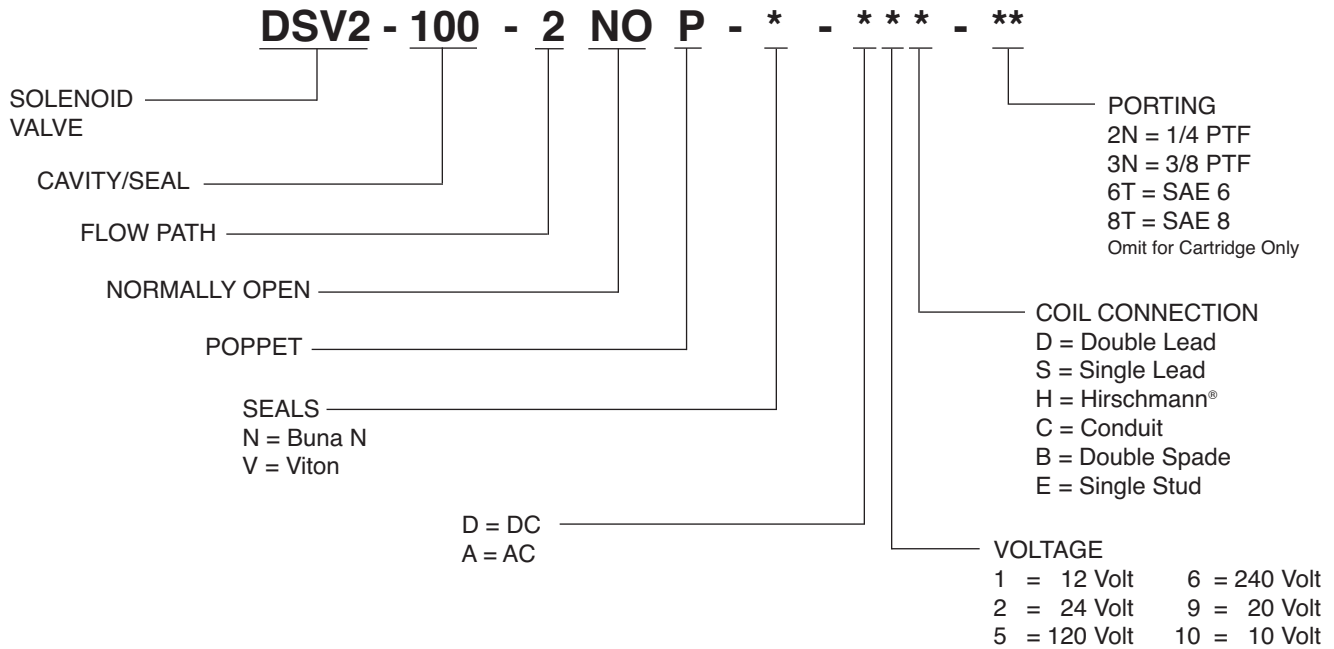 DSV2 - 100 - 2 NO P - * - * * * - **
SOLENOID
VALVE
CAVITY/SEAL
FLOW PATH
NORMALLY OPEN
POPPET
SEALS
N = Buna N
V = Viton
D = DC
A = AC
PORTING
2N = 1/4 PTF
3N = 3/8 PTF
6T = SAE 6
8T = SAE 8
Omit for Cartridge Only
COIL CONNECTION
D = Double Lead
S = Single Lead
H = Hirschmann®
C = Conduit
B = Double Spade
E = Single Stud
VOLTAGE
1 = 12 Volt 6 = 240 Volt
2 = 24 Volt 9 = 20 Volt
5 = 120 Volt 10 = 10 Volt